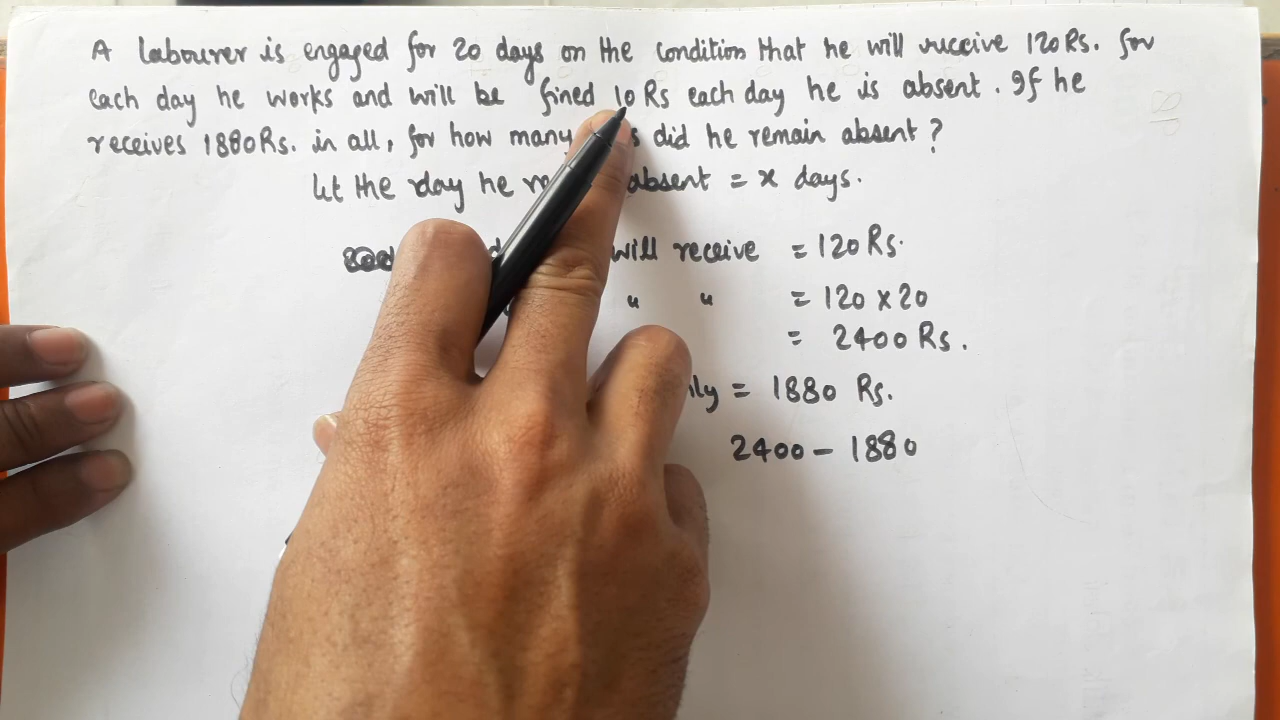 A labourer is engaged for 20 days on the condition that he will receive 120 Rs. for
each day he works and will be fined 10 Rs each day he is absent. If he
receives 1880 Rs. in all, for how many did he remain absent?
let the day he absent = x days.
will receive = 120 Rs.
" " = 120 x 20
= 2400 Rs.
= 1880 Rs.
2400 - 1880